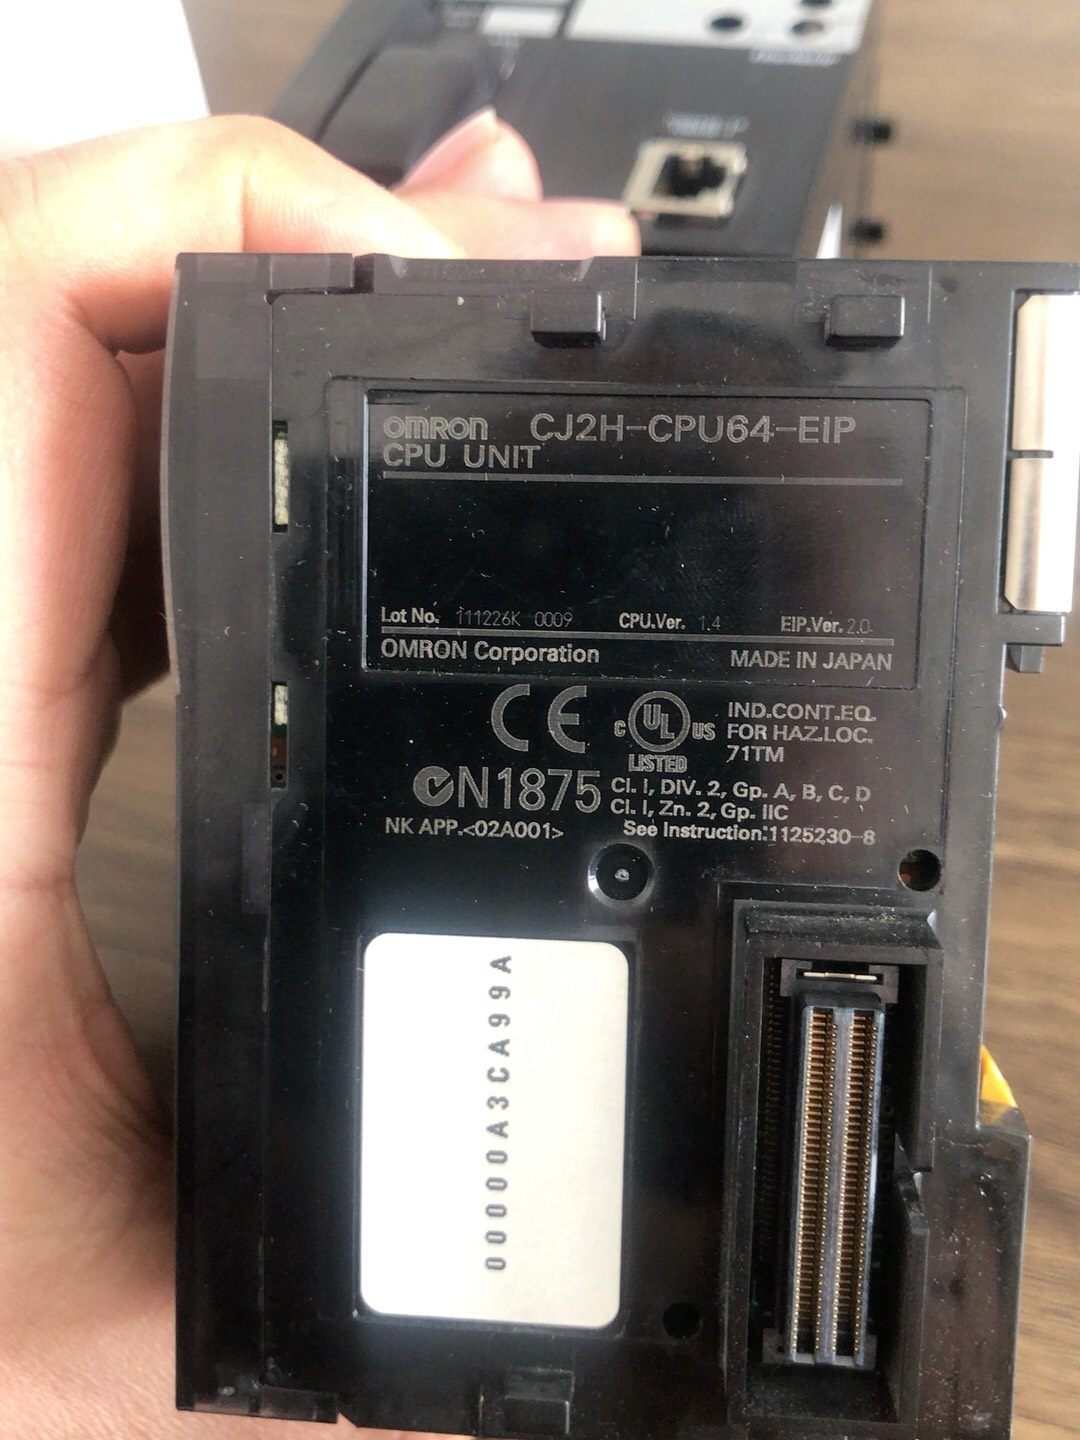 OMRON CJ2H-CPU64-EIP
CPU UNIT
Lot No. 111226K 0009 CPU.Ver. 1.4 EIP.Ver. 2.0
OMRON Corporation MADE IN JAPAN
CE C UL US LISTED
IND.CONT.EQ.
FOR HAZ.LOC.
71TM
N1875
Cl. I, DIV. 2, Gp. A, B, C, D
Cl. I, Zn. 2, Gp. IIC
NK APP.<02A001> See Instruction:1125230-8
00000A3CA99A